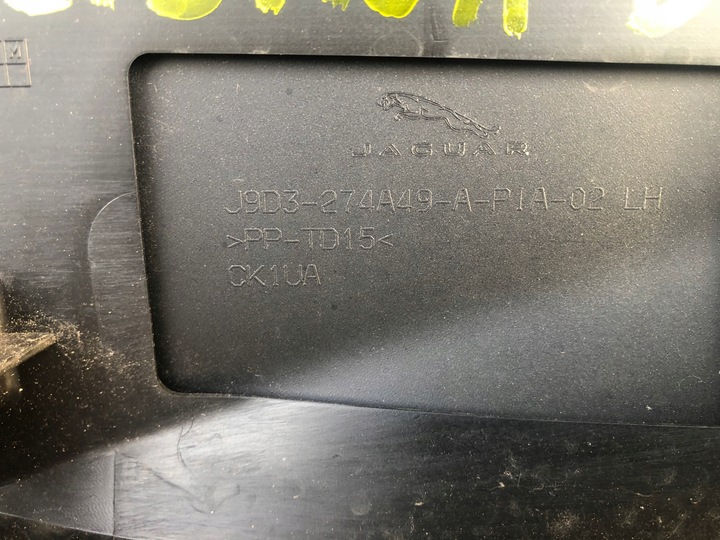 JAGUAR
J9D3-274A49-A-PIA-02 LH
>PP-TD15<
CK1UA